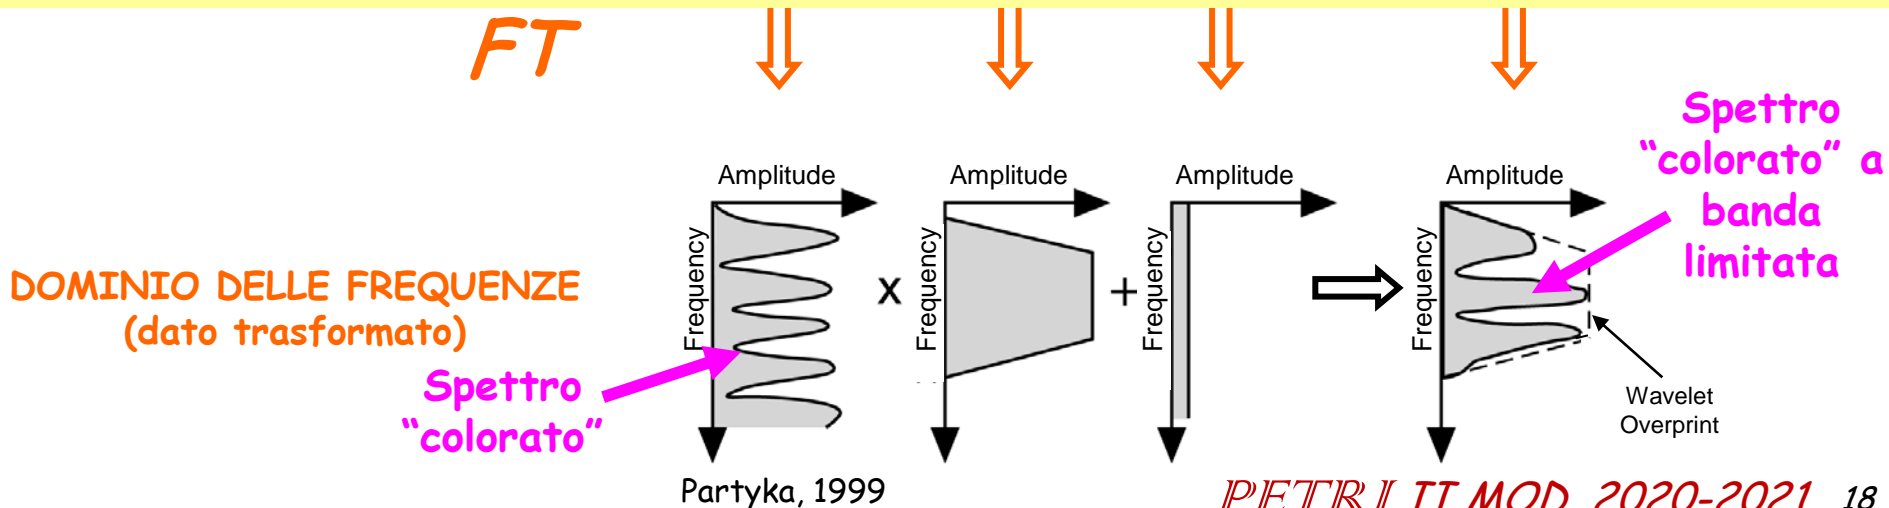 FT
Spettro
“colorato” a
banda
limitata
Amplitude
Amplitude
Amplitude
Amplitude
Frequency
x
Frequency
+
Frequency
Frequency
DOMINIO DELLE FREQUENZE
(dato trasformato)
Spettro
“colorato”
Wavelet
Overprint
Partyka, 1999
PETRI II MOD 2020-2021 18